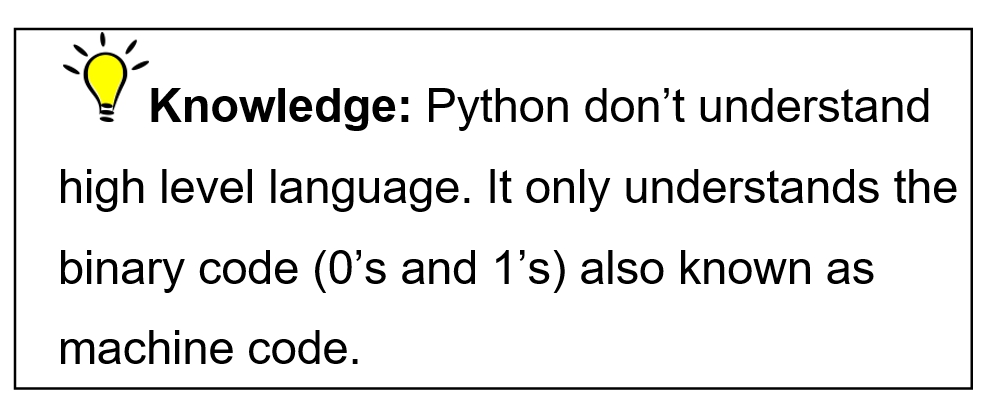 Knowledge: Python don’t understand
high level language. It only understands the
binary code (0’s and 1’s) also known as
machine code.